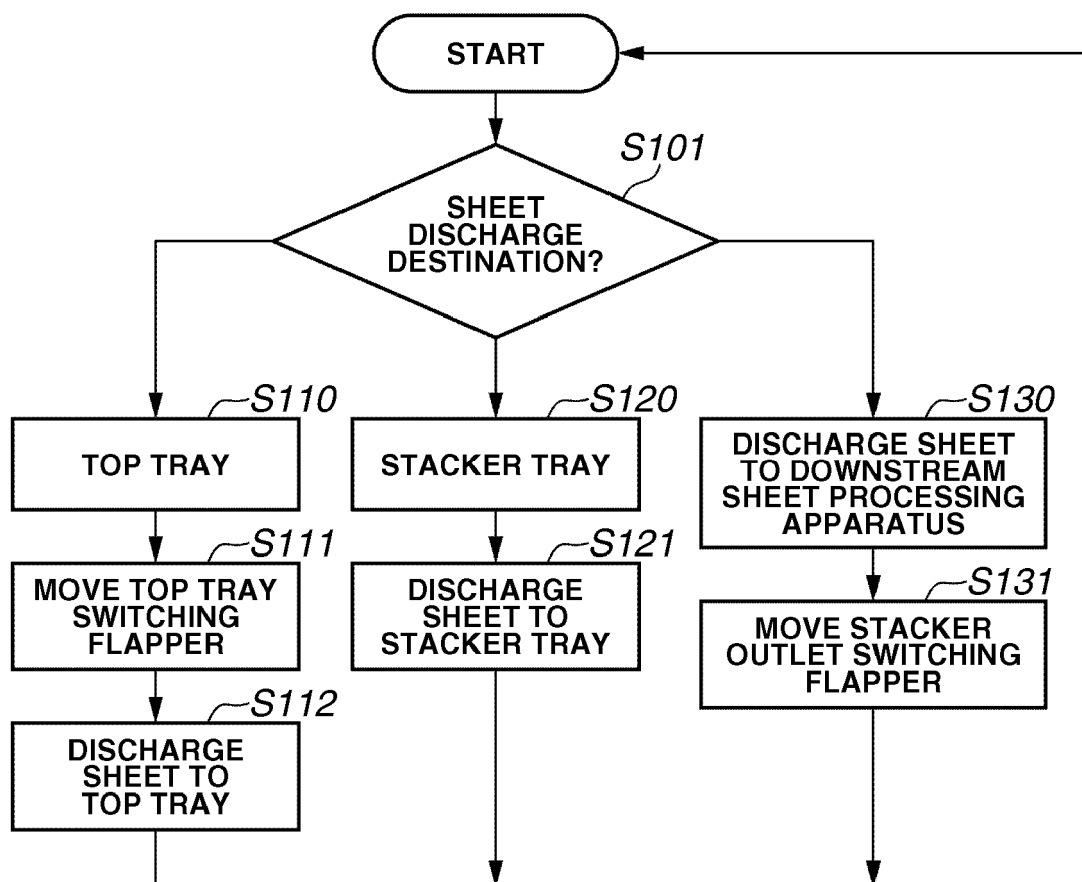 START
S101
SHEET
DISCHARGE
DESTINATION?
S110
TOP TRAY
S111
MOVE TOP TRAY
SWITCHING
FLAPPER
S112
DISCHARGE
SHEET TO
TOP TRAY
S120
STACKER TRAY
S121
DISCHARGE
SHEET TO
STACKER TRAY
S130
DISCHARGE SHEET
TO DOWNSTREAM
SHEET PROCESSING
APPARATUS
S131
MOVE STACKER
OUTLET SWITCHING
FLAPPER